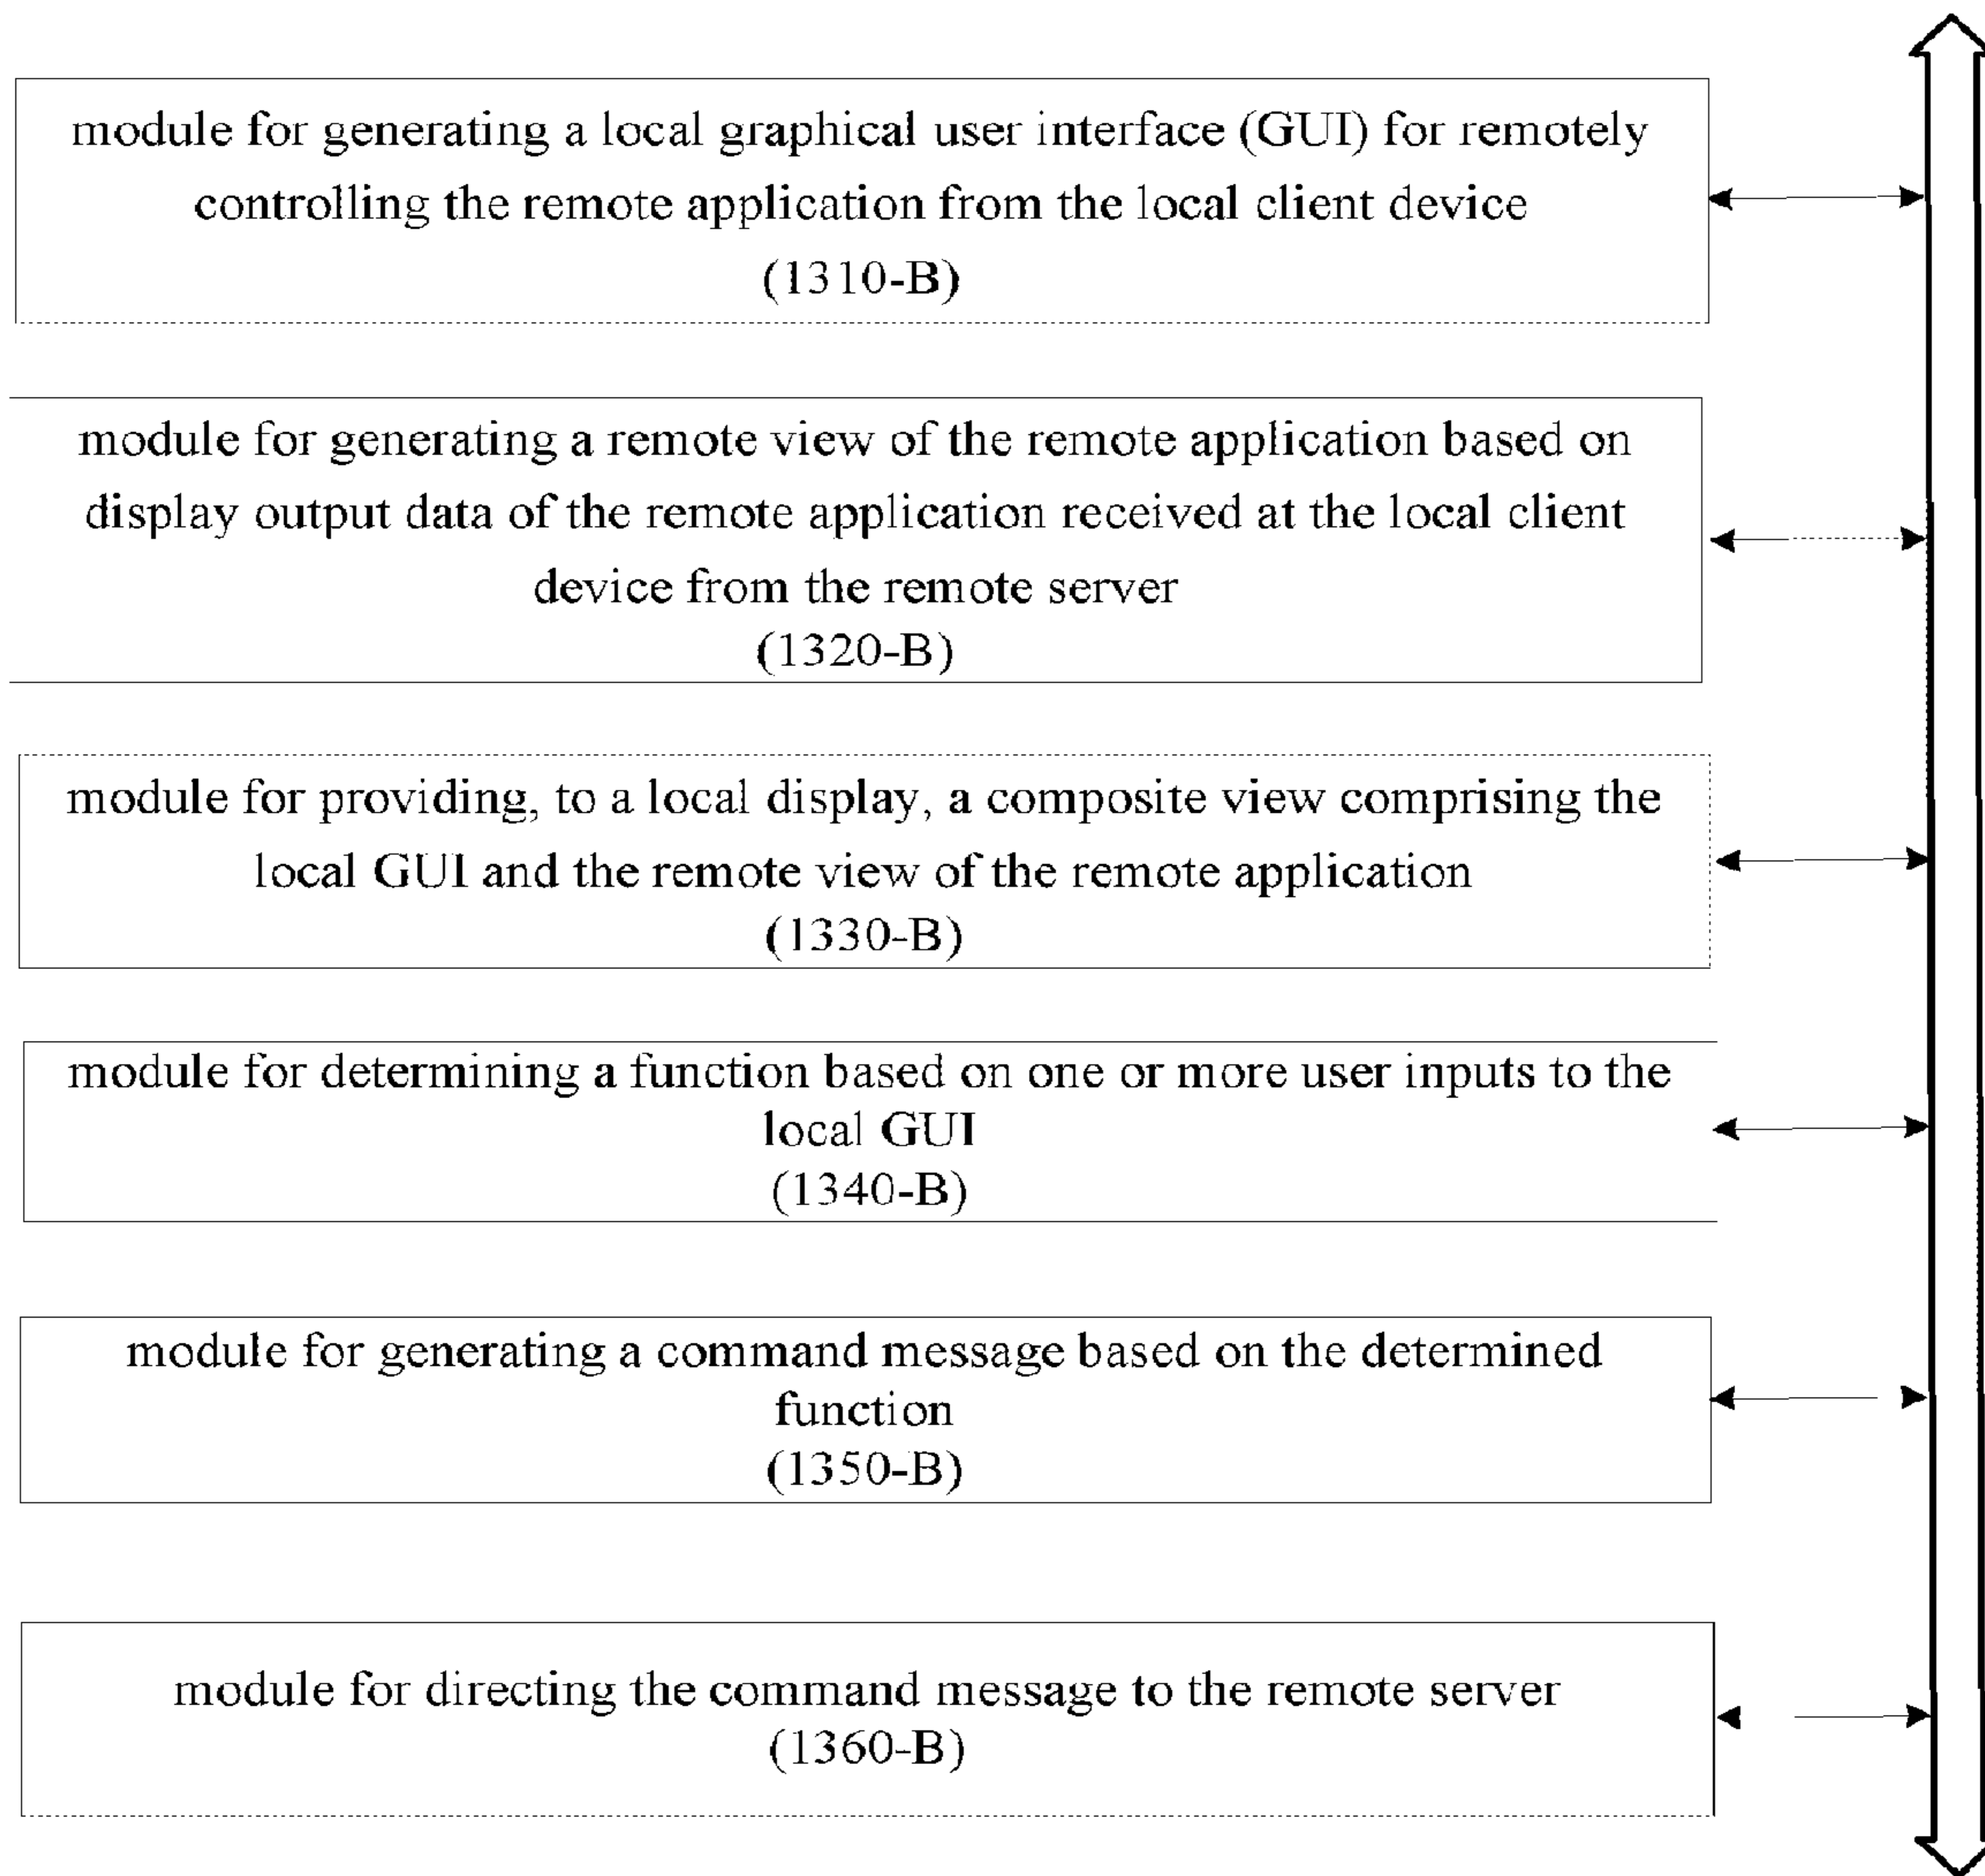 module for generating a local graphical user interface (GUI) for remotely
controlling the remote application from the local client device
(1310-B)
module for generating a remote view of the remote application based on
display output data of the remote application received at the local client
device from the remote server
(1320-B)
module for providing, to a local display, a composite view comprising the
local GUI and the remote view of the remote application
(1330-B)
module for determining a function based on one or more user inputs to the
local GUI
(1340-B)
module for generating a command message based on the determined
function
(1350-B)
module for directing the command message to the remote server
(1360-B)